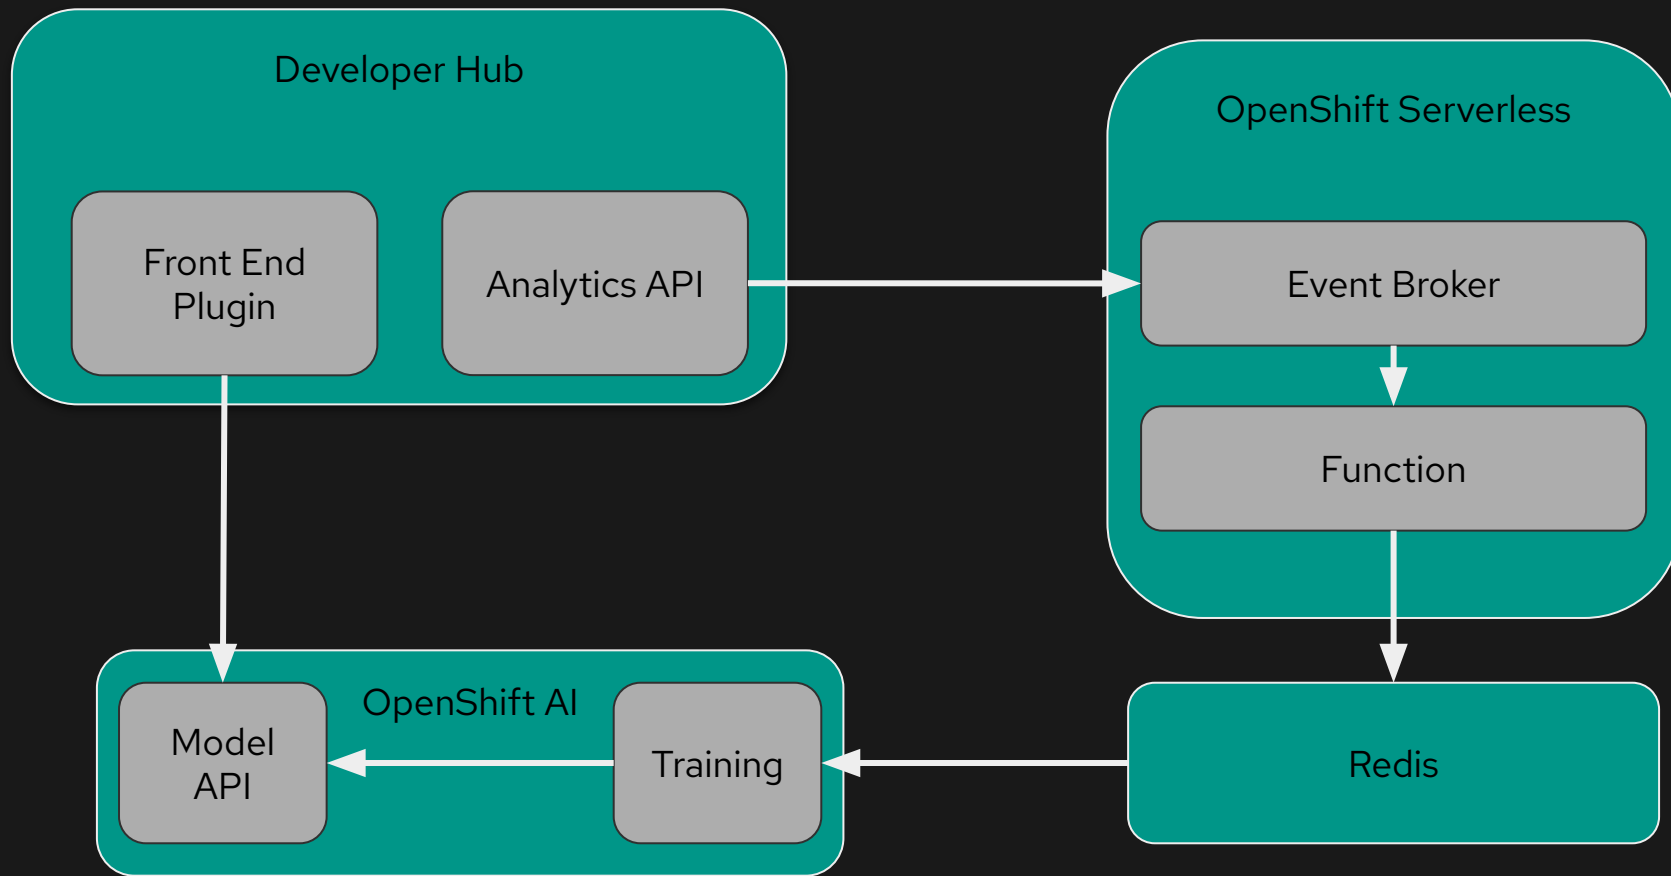 Developer Hub
Front End
Plugin
Analytics API
OpenShift Serverless
Event Broker
Function
OpenShift AI
Model
API
Training
Redis